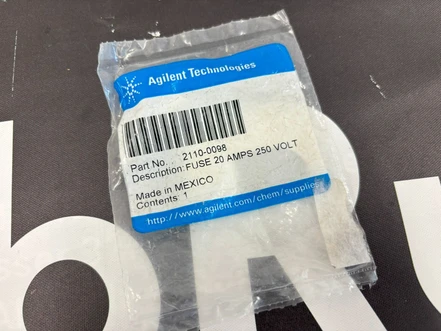 Agilent Technologies
Part No. . : 2110-0098
Description: FUSE 20 AMPS 250 VOLT
Made in MEXICO
Contents: 1
http://www.agilent.com/chem/supplies